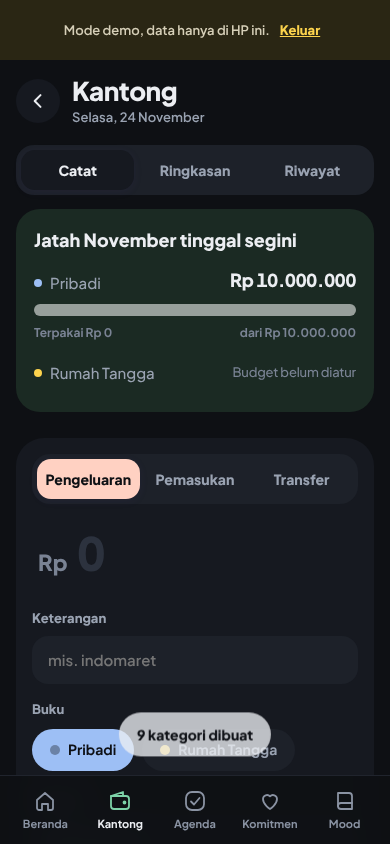 Mode demo, data hanya di HP ini. Keluar
Kantong
Selasa, 24 November
Catat Ringkasan Riwayat
Jatah November tinggal segini
Pribadi Rp 10.000.000
Terpakai Rp 0 dari Rp 10.000.000
Rumah Tangga Budget belum diatur
Pengeluaran Pemasukan Transfer
Rp 0
Keterangan
mis. indomaret
Buku
9 kategori dibuat
Pribadi Rumah Tangga
Beranda Kantong Agenda Komitmen Mood